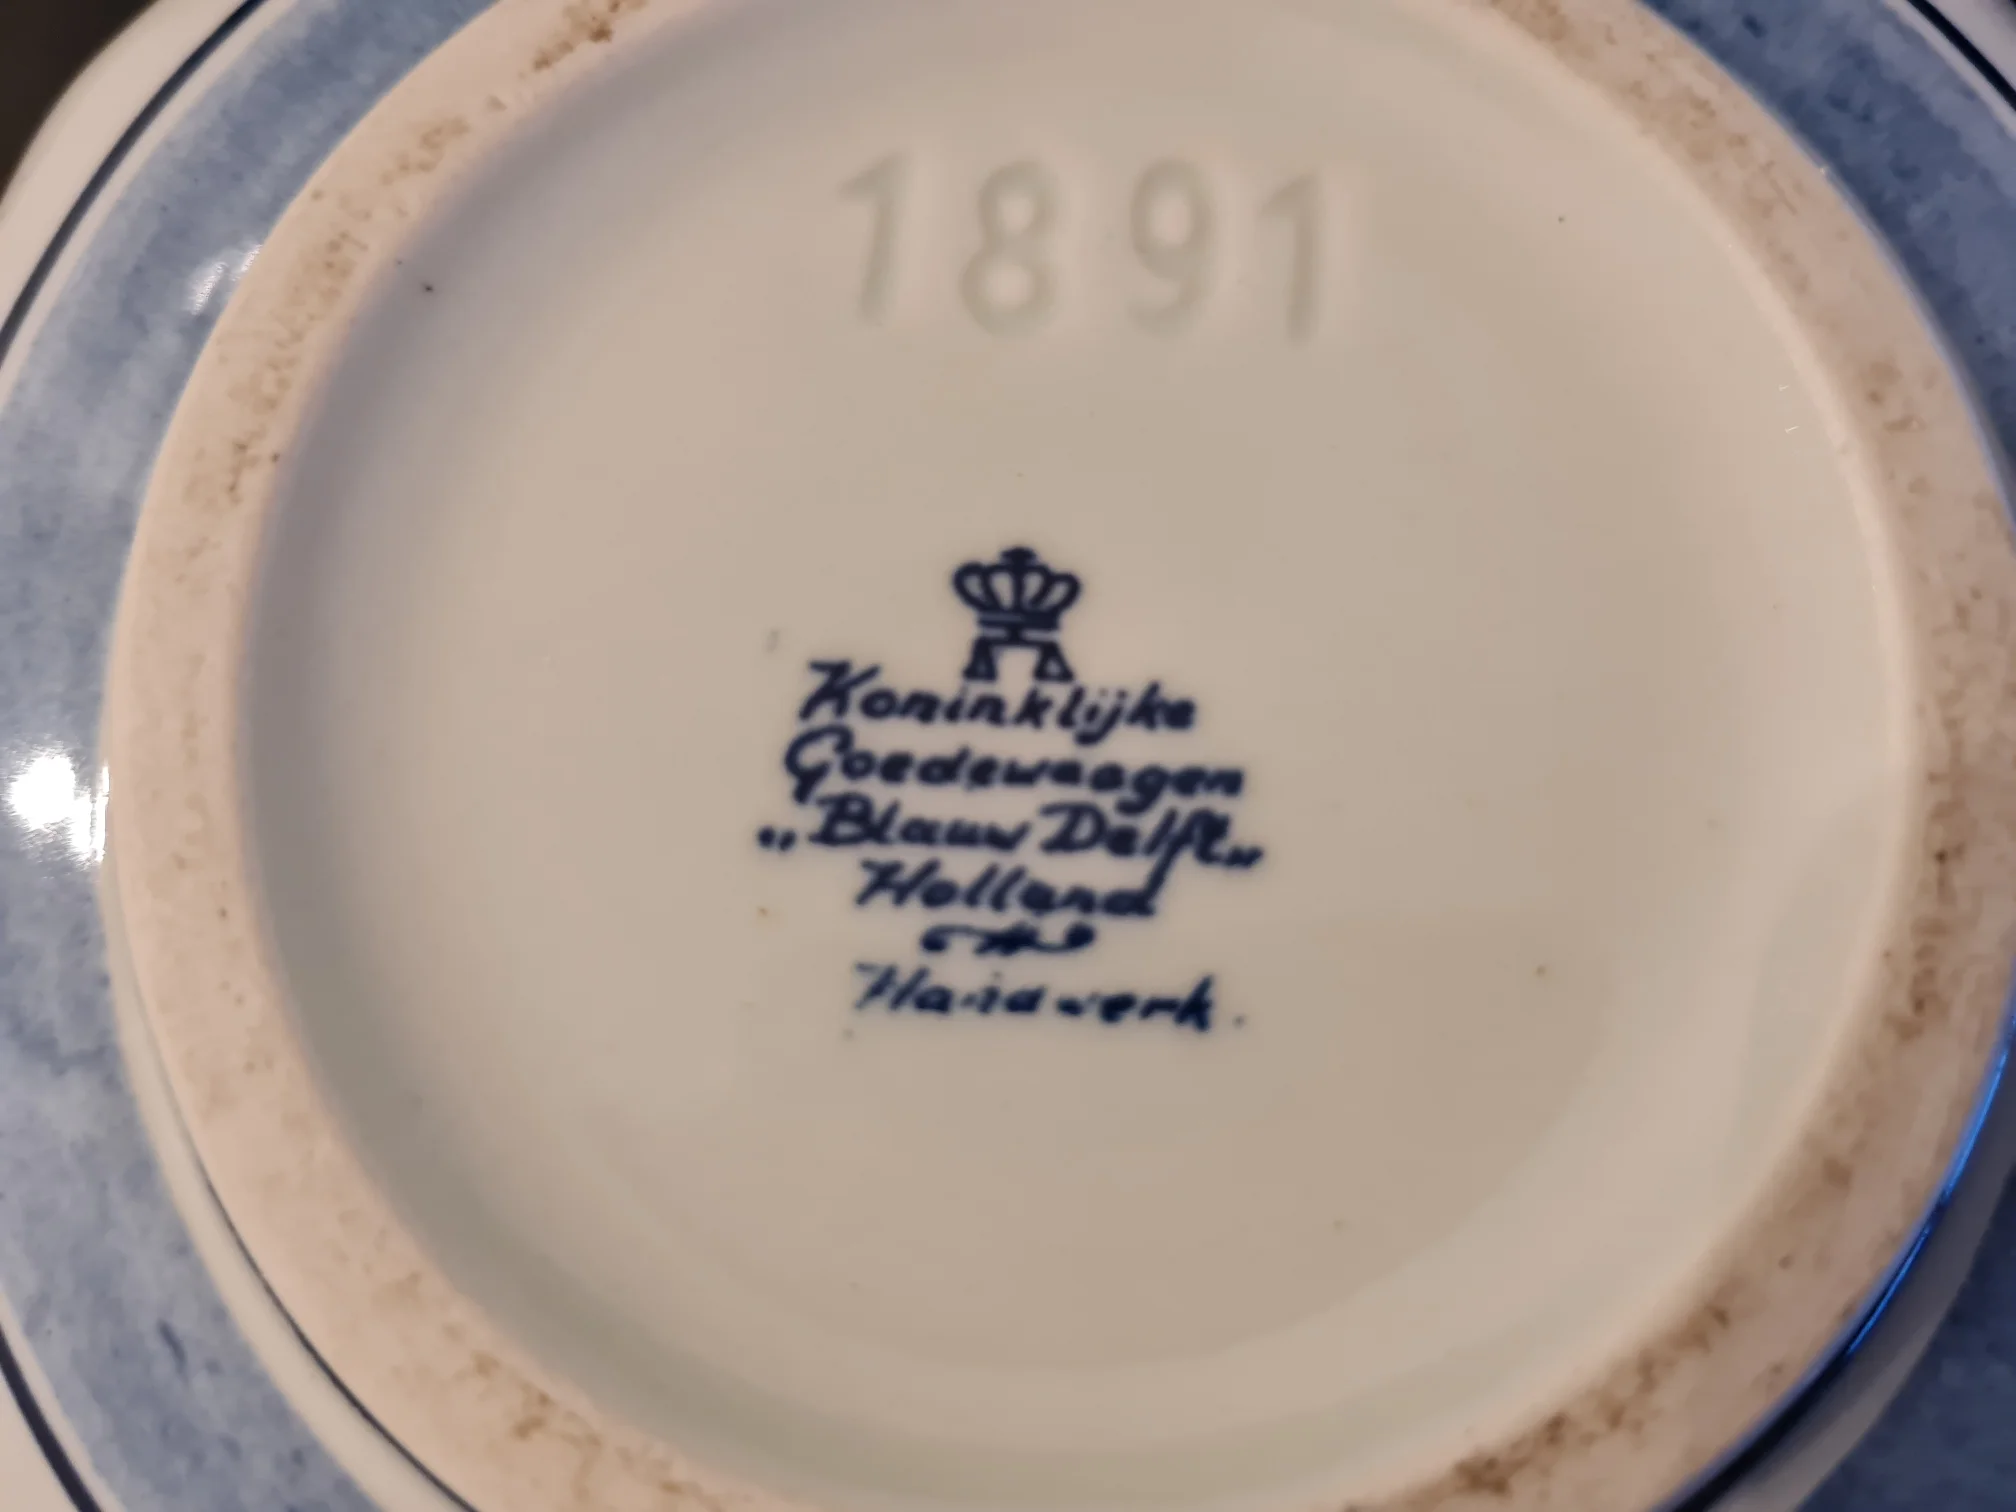 1891
Koninklijke
Goedewaagen
„Blauw Delft„
Holland
Handwerk.